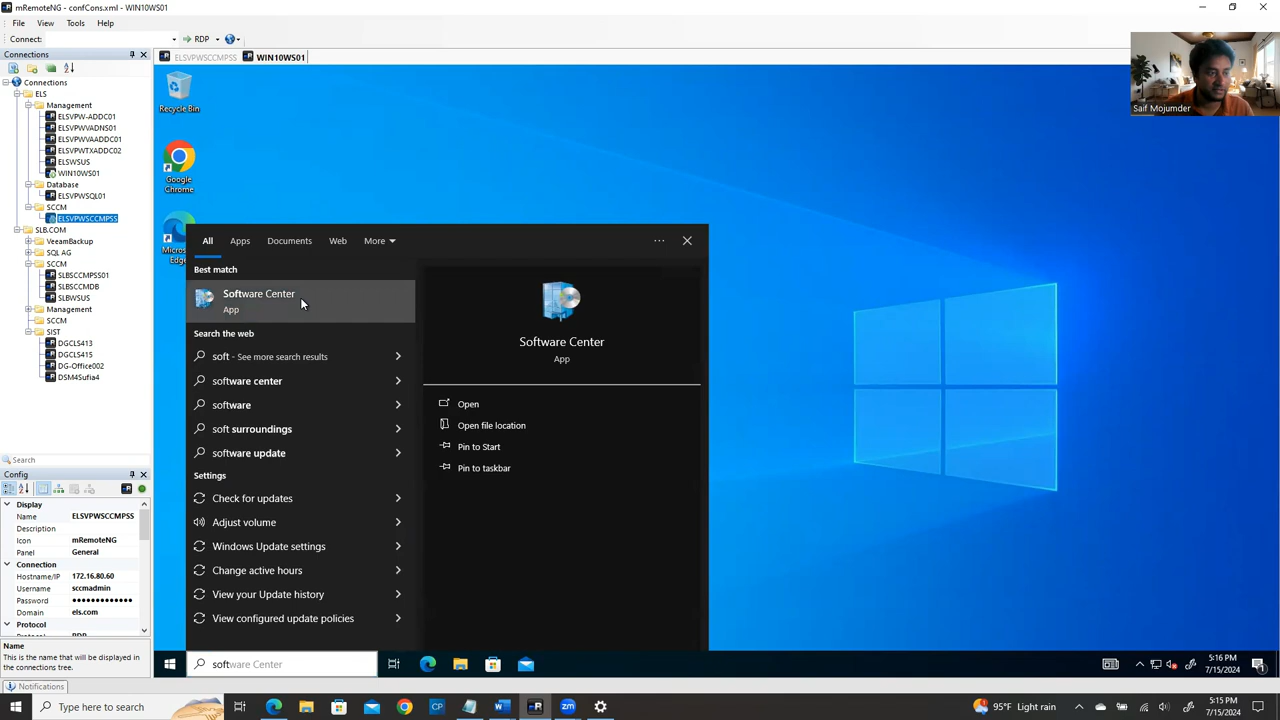 mRemoteNG - confCons.xml - WIN10WS01
File View Tools Help
Connect: RDP
Connections
Connections
ELS
Management
ELSVPW-ADDC01
ELSVPWVADNS01
ELSVPWVAADDC01
ELSVPWTXADDC02
ELSWSUS
WIN10WS01
Database
ELSVPWSQL01
SCCM
ELSVPWSCCMPSS
SLB.COM
VeeamBackup
SQL AG
SCCM
SLBSCCMPSS01
SLBSCCMDB
SLBWSUS
Management
SCCM
SIST
DGCLS413
DGCLS415
DG-Office002
DSM4Sufia4
Search
Config
Display
Name ELSVPWSCCMPSS
Description
Icon mRemoteNG
Panel General
Connection
Hostname/IP 172.16.80.60
Username sccmadmin
Password
Domain els.com
Protocol
Protocol RDP
Name
This is the name that will be displayed in
the connections tree.
Notifications
ELSVPWSCCMPSS WIN10WS01
Recycle Bin
Google
Chrome
Microsoft
Edge
Saif Mojumder
All Apps Documents Web More
Best match
Software Center
App
Search the web
soft - See more search results
software center
software
soft surroundings
software update
Settings
Check for updates
Adjust volume
Windows Update settings
Change active hours
View your Update history
View configured update policies
Software Center
App
Open
Open file location
Pin to Start
Pin to taskbar
software Center
5:16 PM
7/15/2024
1
Type here to search
CP
95°F Light rain
5:15 PM
7/15/2024